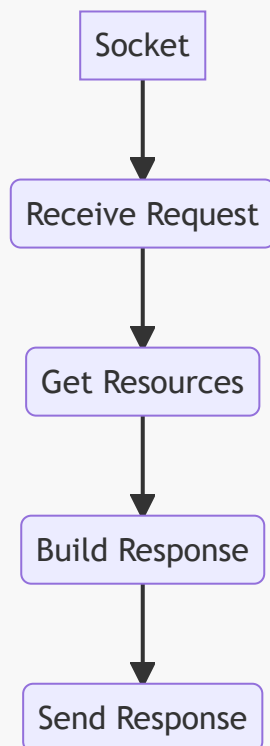 Socket
Receive Request
Get Resources
Build Response
Send Response